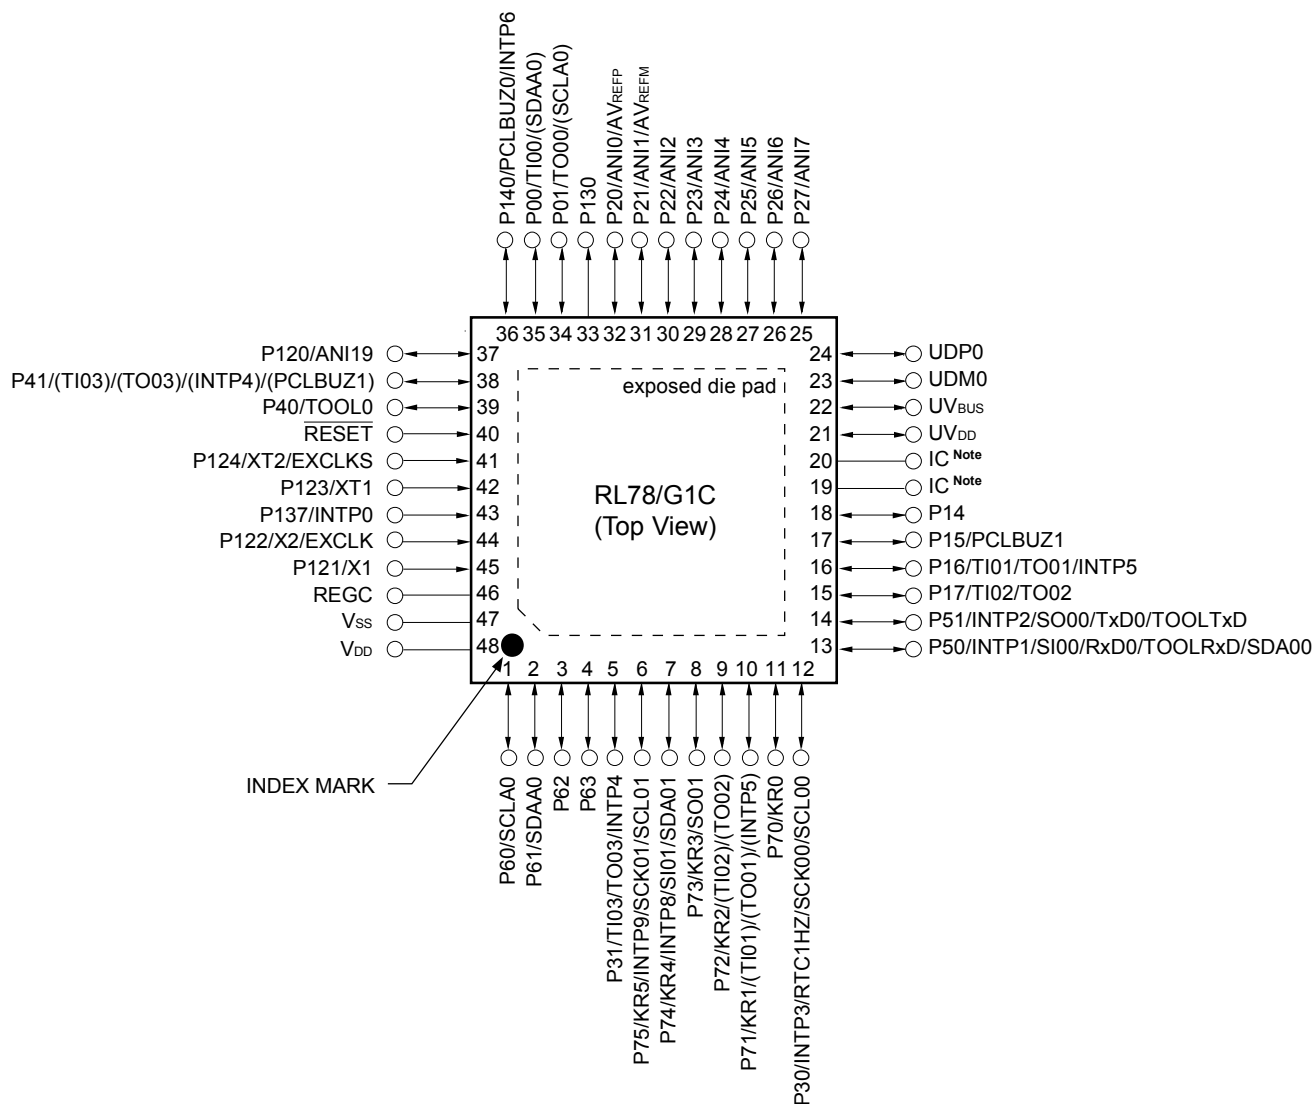 P140/PCLBUZ0/INTP6
P00/TI00/(SDAA0)
P01/TO00/(SCLA0)
P130
P20/ANI0/AVREFP
P21/ANI1/AVREFM
P22/ANI2
P23/ANI3
P24/ANI4
P25/ANI5
P26/ANI6
P27/ANI7
36 35 34 33 32 31 30 29 28 27 26 25
P120/ANI19 37
P41/(TI03)/(TO03)/(INTP4)/(PCLBUZ1) 38
P40/TOOL0 39
RESET 40
P124/XT2/EXCLKS 41
P123/XT1 42
P137/INTP0 43
P122/X2/EXCLK 44
P121/X1 45
REGC 46
VSS 47
VDD 48
exposed die pad
RL78/G1C
(Top View)
24 UDP0
23 UDM0
22 UVBUS
21 UVDD
20 IC Note
19 IC Note
18 P14
17 P15/PCLBUZ1
16 P16/TI01/TO01/INTP5
15 P17/TI02/TO02
14 P51/INTP2/SO00/TxD0/TOOLTxD
13 P50/INTP1/SI00/RxD0/TOOLRxD/SDA00
1 2 3 4 5 6 7 8 9 10 11 12
INDEX MARK
P60/SCLA0
P61/SDAA0
P62
P63
P31/TI03/TO03/INTP4
P75/KR5/INTP9/SCK01/SCL01
P74/KR4/INTP8/SI01/SDA01
P73/KR3/SO01
P72/KR2/(TI02)/(TO02)
P71/KR1/(TI01)/(TO01)/(INTP5)
P70/KR0
P30/INTP3/RTC1HZ/SCK00/SCL00